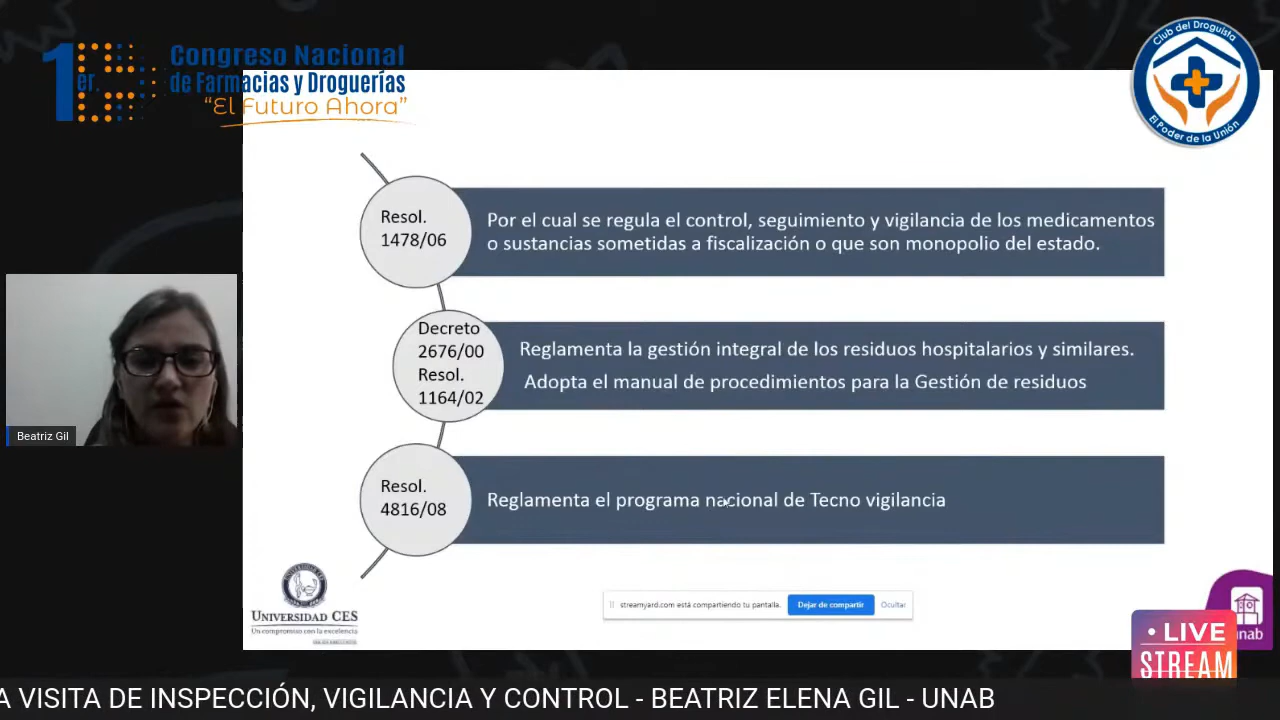 1er.
Congreso Nacional
de Farmacias y Droguerías
“El Futuro Ahora”
Club del Droguista
El Poder de la Unión
Resol.
1478/06
Por el cual se regula el control, seguimiento y vigilancia de los medicamentos
o sustancias sometidas a fiscalización o que son monopolio del estado.
Decreto
2676/00
Resol.
1164/02
Reglamenta la gestión integral de los residuos hospitalarios y similares.
Adopta el manual de procedimientos para la Gestión de residuos
Beatriz Gil
Resol.
4816/08
Reglamenta el programa nacional de Tecno vigilancia
UNIVERSIDAD CES
Un compromiso con la excelencia
streamyard.com está compartiendo tu pantalla.
Dejar de compartir
Ocultar
unab
• LIVE
STREAM
A VISITA DE INSPECCIÓN, VIGILANCIA Y CONTROL - BEATRIZ ELENA GIL - UNAB